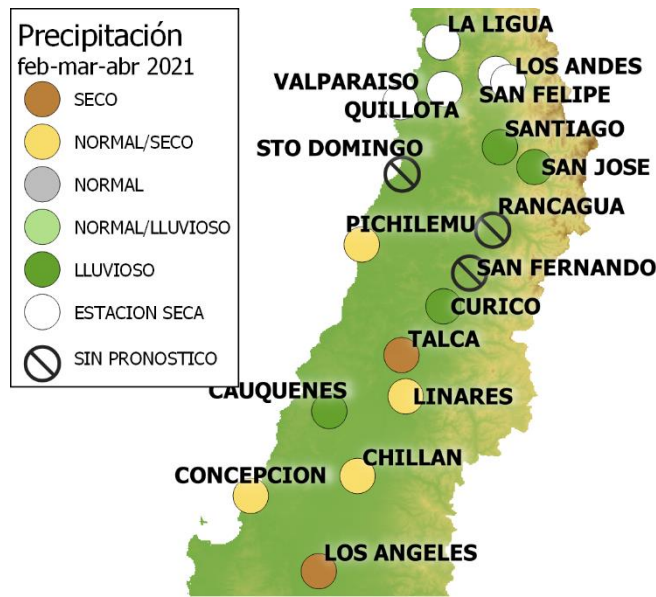 Precipitación
feb-mar-abr 2021
SECO
NORMAL/SECO
NORMAL
NORMAL/LLUVIOSO
LLUVIOSO
ESTACION SECA
SIN PRONOSTICO
LA LIGUA
LOS ANDES
VALPARAISO
SAN FELIPE
QUILLOTA
SANTIAGO
STO DOMINGO
SAN JOSE
RANCAGUA
PICHILEMU
SAN FERNANDO
CURICO
TALCA
CAUQUENES
LINARES
CHILLAN
CONCEPCION
LOS ANGELES